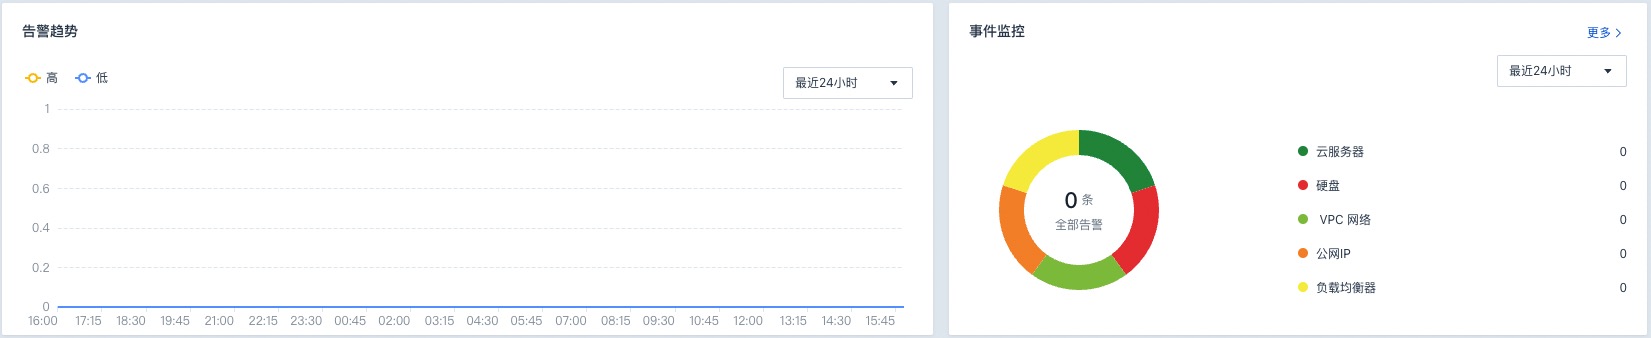 告警趋势
高 低
最近24小时
1
0.8
0.6
0.4
0.2
0
16:00 17:15 18:30 19:45 21:00 22:15 23:30 00:45 02:00 03:15 04:30 05:45 07:00 08:15 09:30 10:45 12:00 13:15 14:30 15:45
事件监控
更多
最近24小时
0 条
全部告警
云服务器 0
硬盘 0
VPC 网络 0
公网IP 0
负载均衡器 0